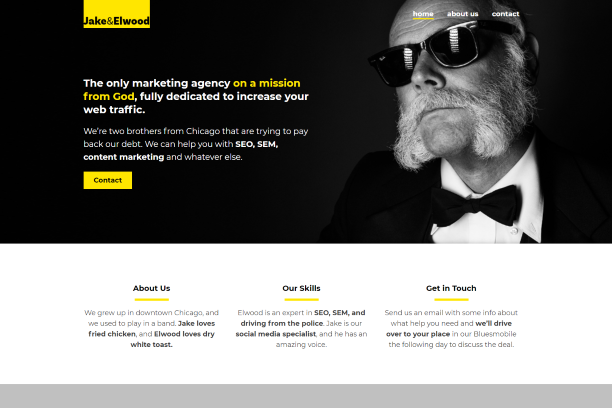 Jake&Elwood
home about us contact
The only marketing agency on a mission
from God, fully dedicated to increase your
web traffic.
We're two brothers from Chicago that are trying to pay
back our debt. We can help you with SEO, SEM,
content marketing and whatever else.
Contact
About Us
We grew up in downtown Chicago, and
we used to play in a band. Jake loves
fried chicken, and Elwood loves dry
white toast.
Our Skills
Elwood is an expert in SEO, SEM, and
driving from the police. Jake is our
social media specialist, and he has an
amazing voice.
Get in Touch
Send us an email with some info about
what help you need and we'll drive
over to your place in our Bluesmobile
the following day to discuss the deal.